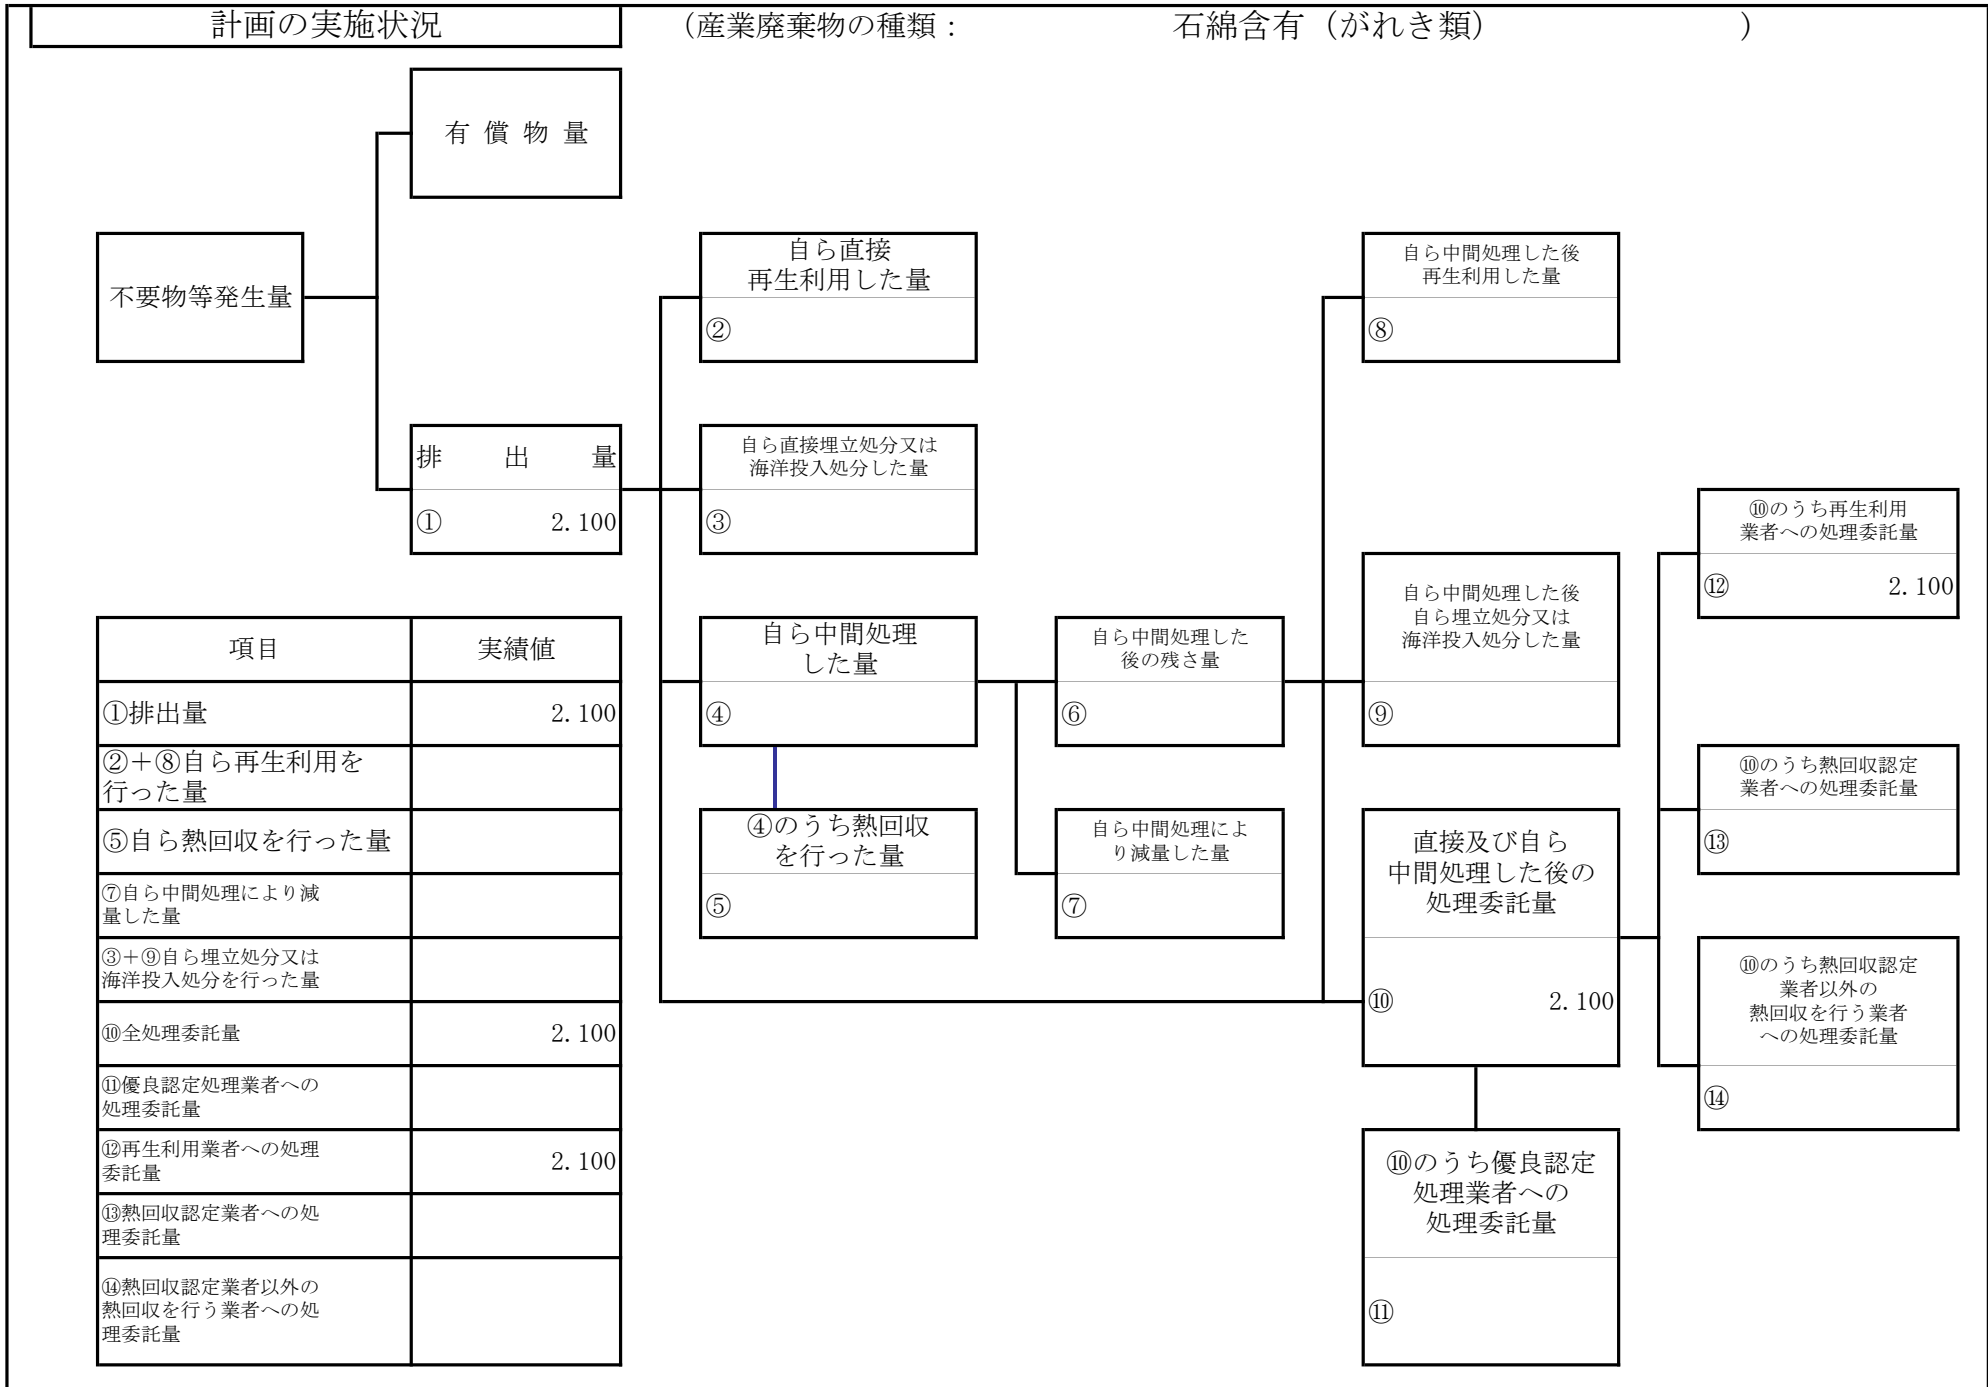 計画の実施状況
（産業廃棄物の種類： 石綿含有（がれき類） ）
有 償 物 量
不要物等発生量
排 出 量
① 2.100
自ら直接
再生利用した量
②
自ら直接埋立処分又は
海洋投入処分した量
③
自ら中間処理
した量
④
④のうち熱回収
を行った量
⑤
自ら中間処理した
後の残さ量
⑥
自ら中間処理によ
り減量した量
⑦
自ら中間処理した後
再生利用した量
⑧
自ら中間処理した後
自ら埋立処分又は
海洋投入処分した量
⑨
直接及び自ら
中間処理した後の
処理委託量
⑩ 2.100
⑩のうち優良認定
処理業者への
処理委託量
⑪
⑩のうち再生利用
業者への処理委託量
⑫ 2.100
⑩のうち熱回収認定
業者への処理委託量
⑬
⑩のうち熱回収認定
業者以外の
熱回収を行う業者
への処理委託量
⑭
項目 実績値
①排出量 2.100
②＋⑧自ら再生利用を
行った量
⑤自ら熱回収を行った量
⑦自ら中間処理により減
量した量
③＋⑨自ら埋立処分又は
海洋投入処分を行った量
⑩全処理委託量 2.100
⑪優良認定処理業者への
処理委託量
⑫再生利用業者への処理
委託量 2.100
⑬熱回収認定業者への処
理委託量
⑭熱回収認定業者以外の
熱回収を行う業者への処
理委託量